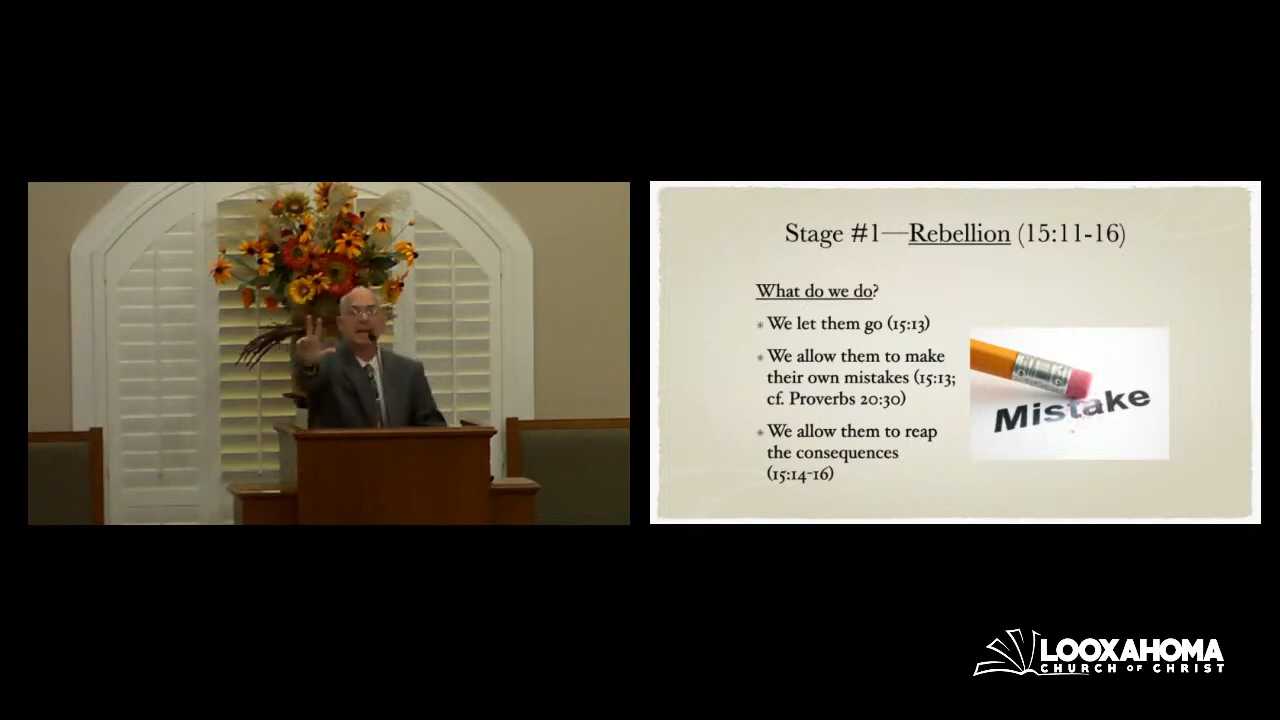 Stage #1—Rebellion (15:11-16)
What do we do?
* We let them go (15:13)
* We allow them to make
their own mistakes (15:13;
cf. Proverbs 20:30)
* We allow them to reap
the consequences
(15:14-16)
Mistake
LOOXAHOMA
CHURCH OF CHRIST